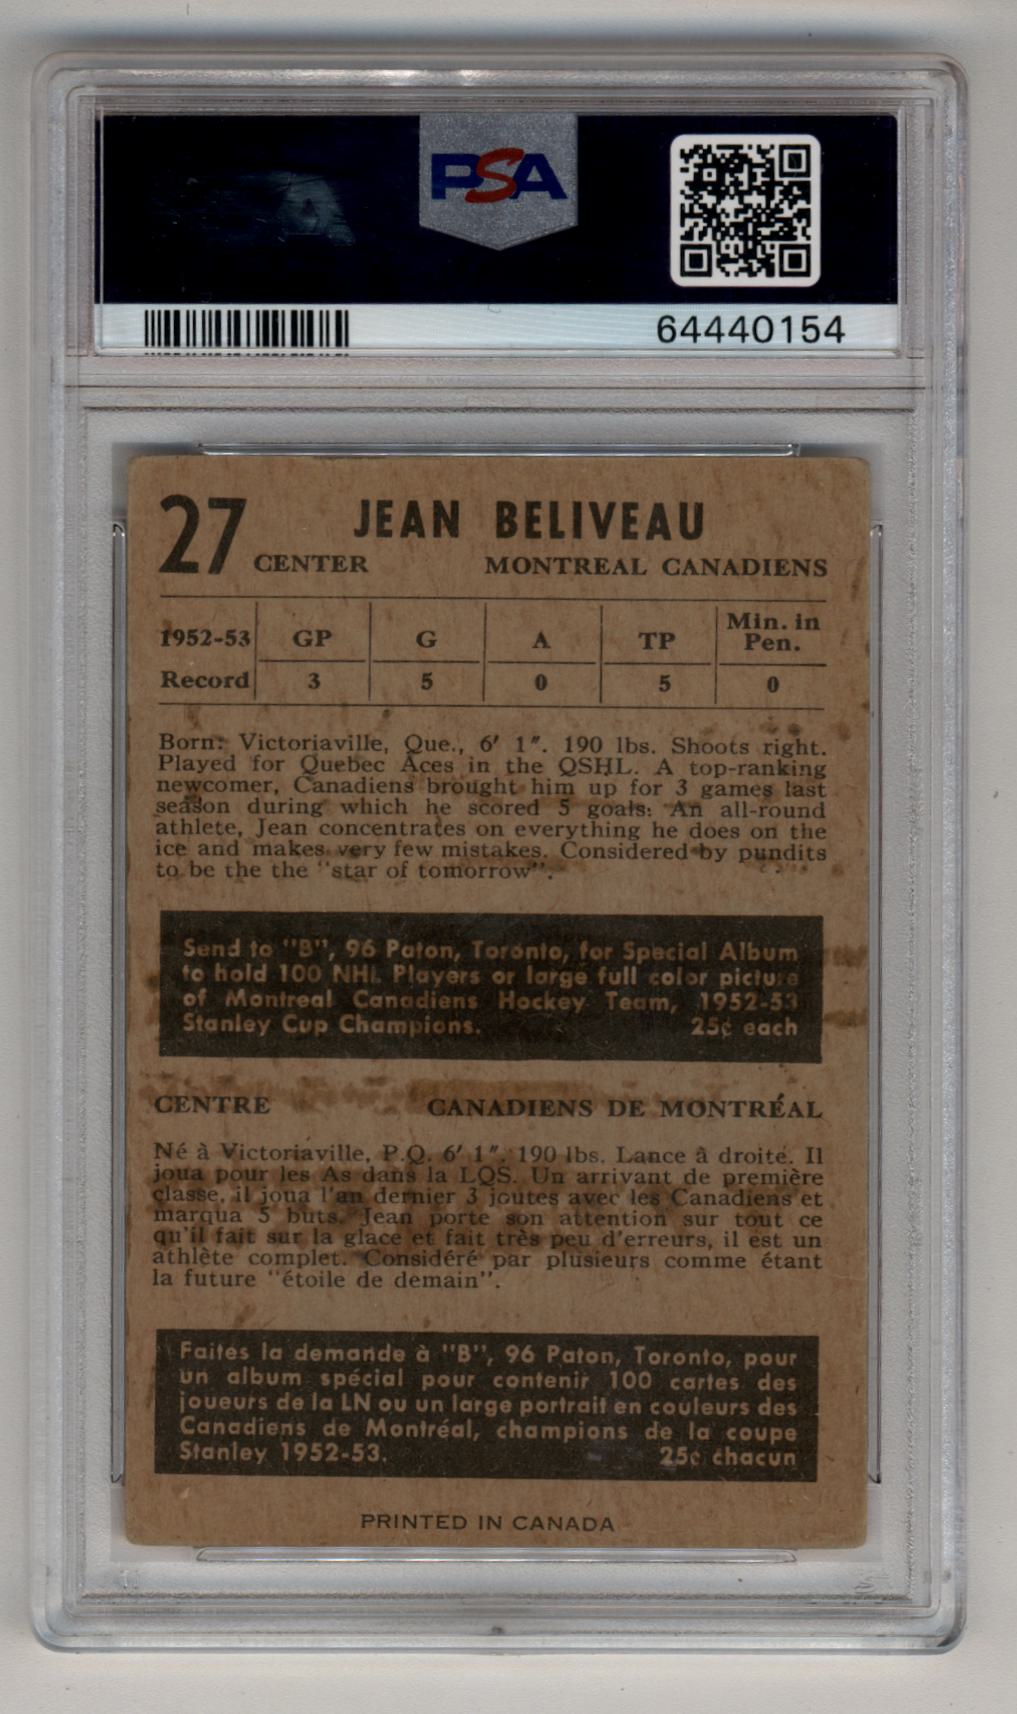 PSA
64440154
27 JEAN BELIVEAU
CENTER MONTREAL CANADIENS
1952-53 GP G A TP Min. in Pen.
Record 3 5 0 5 0
Born: Victoriaville, Que., 6' 1". 190 lbs. Shoots right.
Played for Quebec Aces in the QSHL. A top-ranking
newcomer, Canadiens brought him up for 3 games last
season during which he scored 5 goals: An all-round
athlete, Jean concentrates on everything he does on the
ice and makes very few mistakes. Considered by pundits
to be the the "star of tomorrow".
Send to "B", 96 Paton, Toronto, for Special Album
to hold 100 NHL Players or large full color picture
of Montreal Canadiens Hockey Team, 1952-53
Stanley Cup Champions. 25¢ each
CENTRE CANADIENS DE MONTRÉAL
Né à Victoriaville, P.Q. 6' 1". 190 lbs. Lance à droite. Il
joua pour les As dans la LQS. Un arrivant de première
classe, il joua l'an dernier 3 joutes avec les Canadiens et
marqua 5 buts. Jean porte son attention sur tout ce
qu'il fait sur la glace et fait très peu d'erreurs, il est un
athlète complet. Considéré par plusieurs comme étant
la future "étoile de demain".
Faites la demande à "B", 96 Paton, Toronto, pour
un album spécial pour contenir 100 cartes des
joueurs de la LN ou un large portrait en couleurs des
Canadiens de Montréal, champions de la coupe
Stanley 1952-53. 25¢ chacun
PRINTED IN CANADA